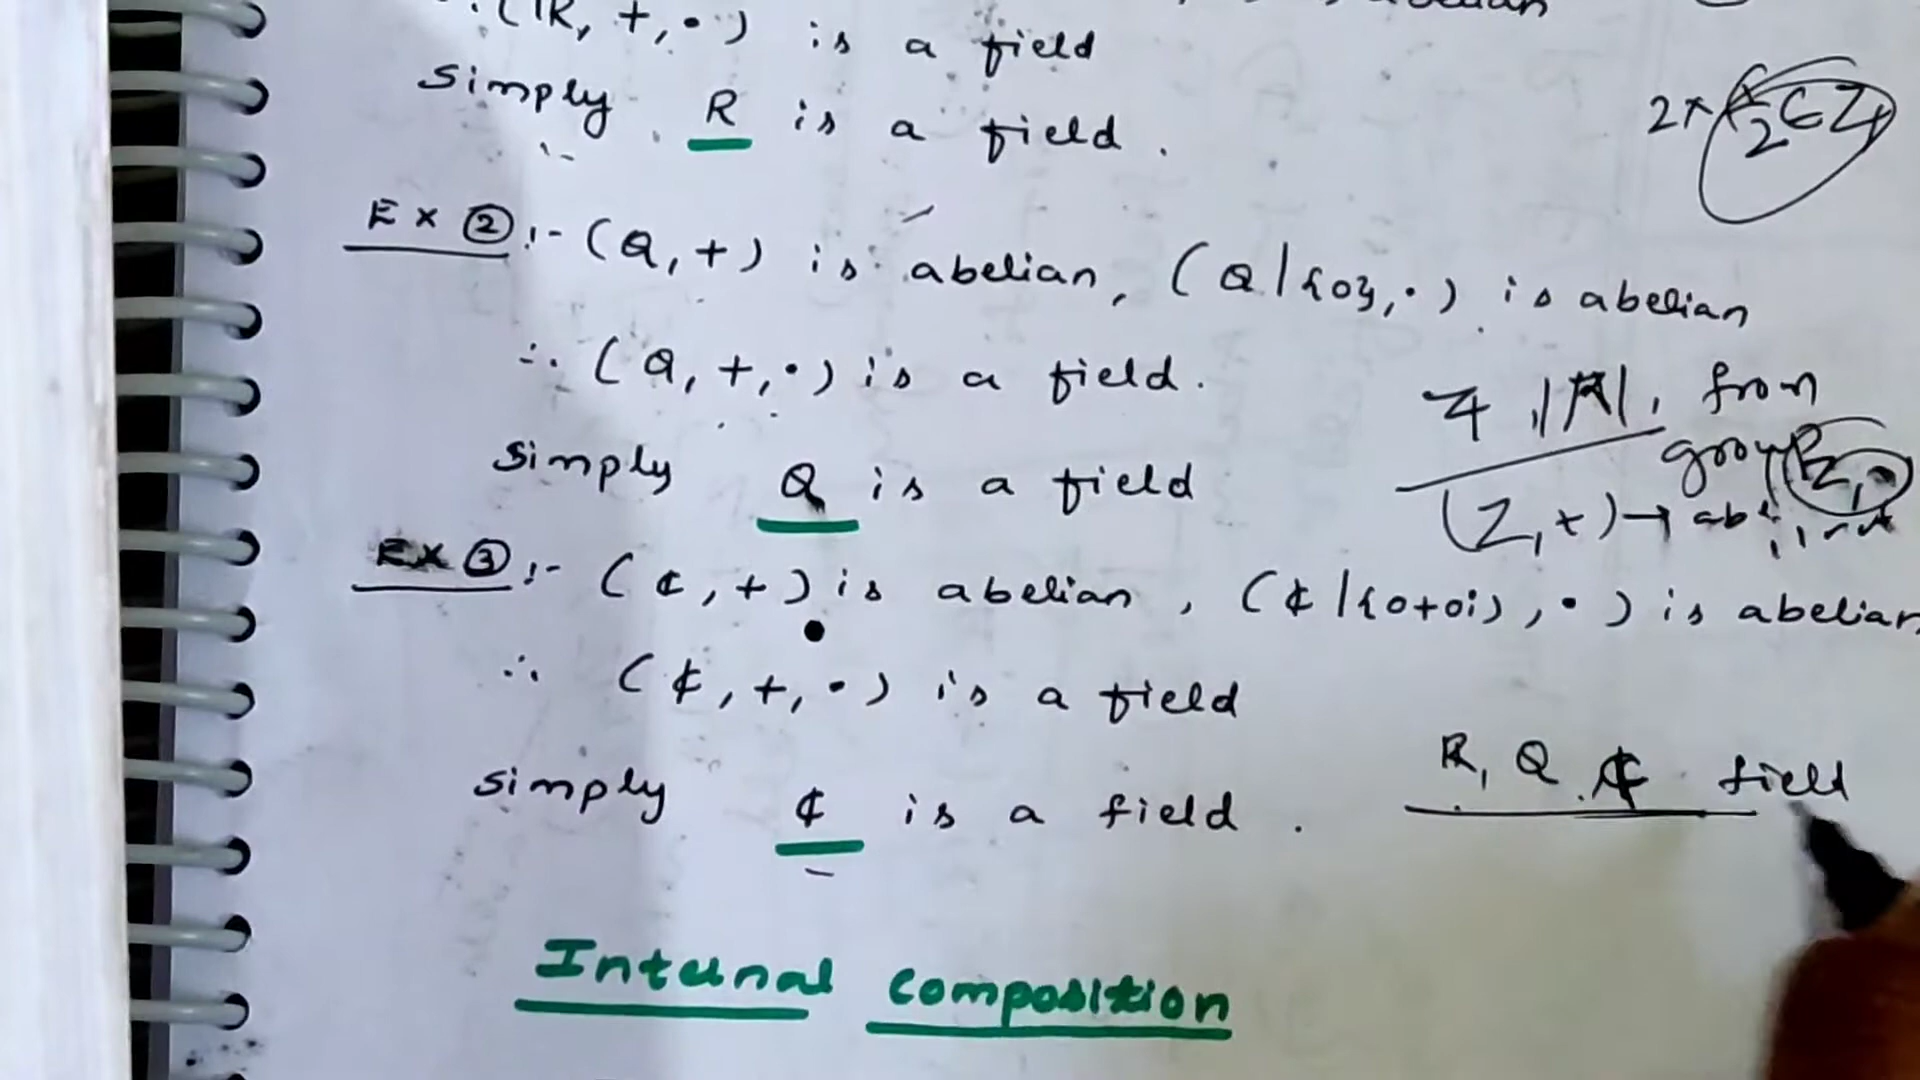 (R, +, •) is a field
simply R is a field.
Ex ② :- (Q, +) is abelian, (Q | {0}, •) is abelian
∴ (Q, +, •) is a field.
simply Q is a field
Ex ③ :- (₵, +) is abelian, (₵ | {0+0i}, •) is abelian
∴ (₵, +, •) is a field
simply ₵ is a field.
Internal composition
from
(Z, +) →
R, Q ₵ field